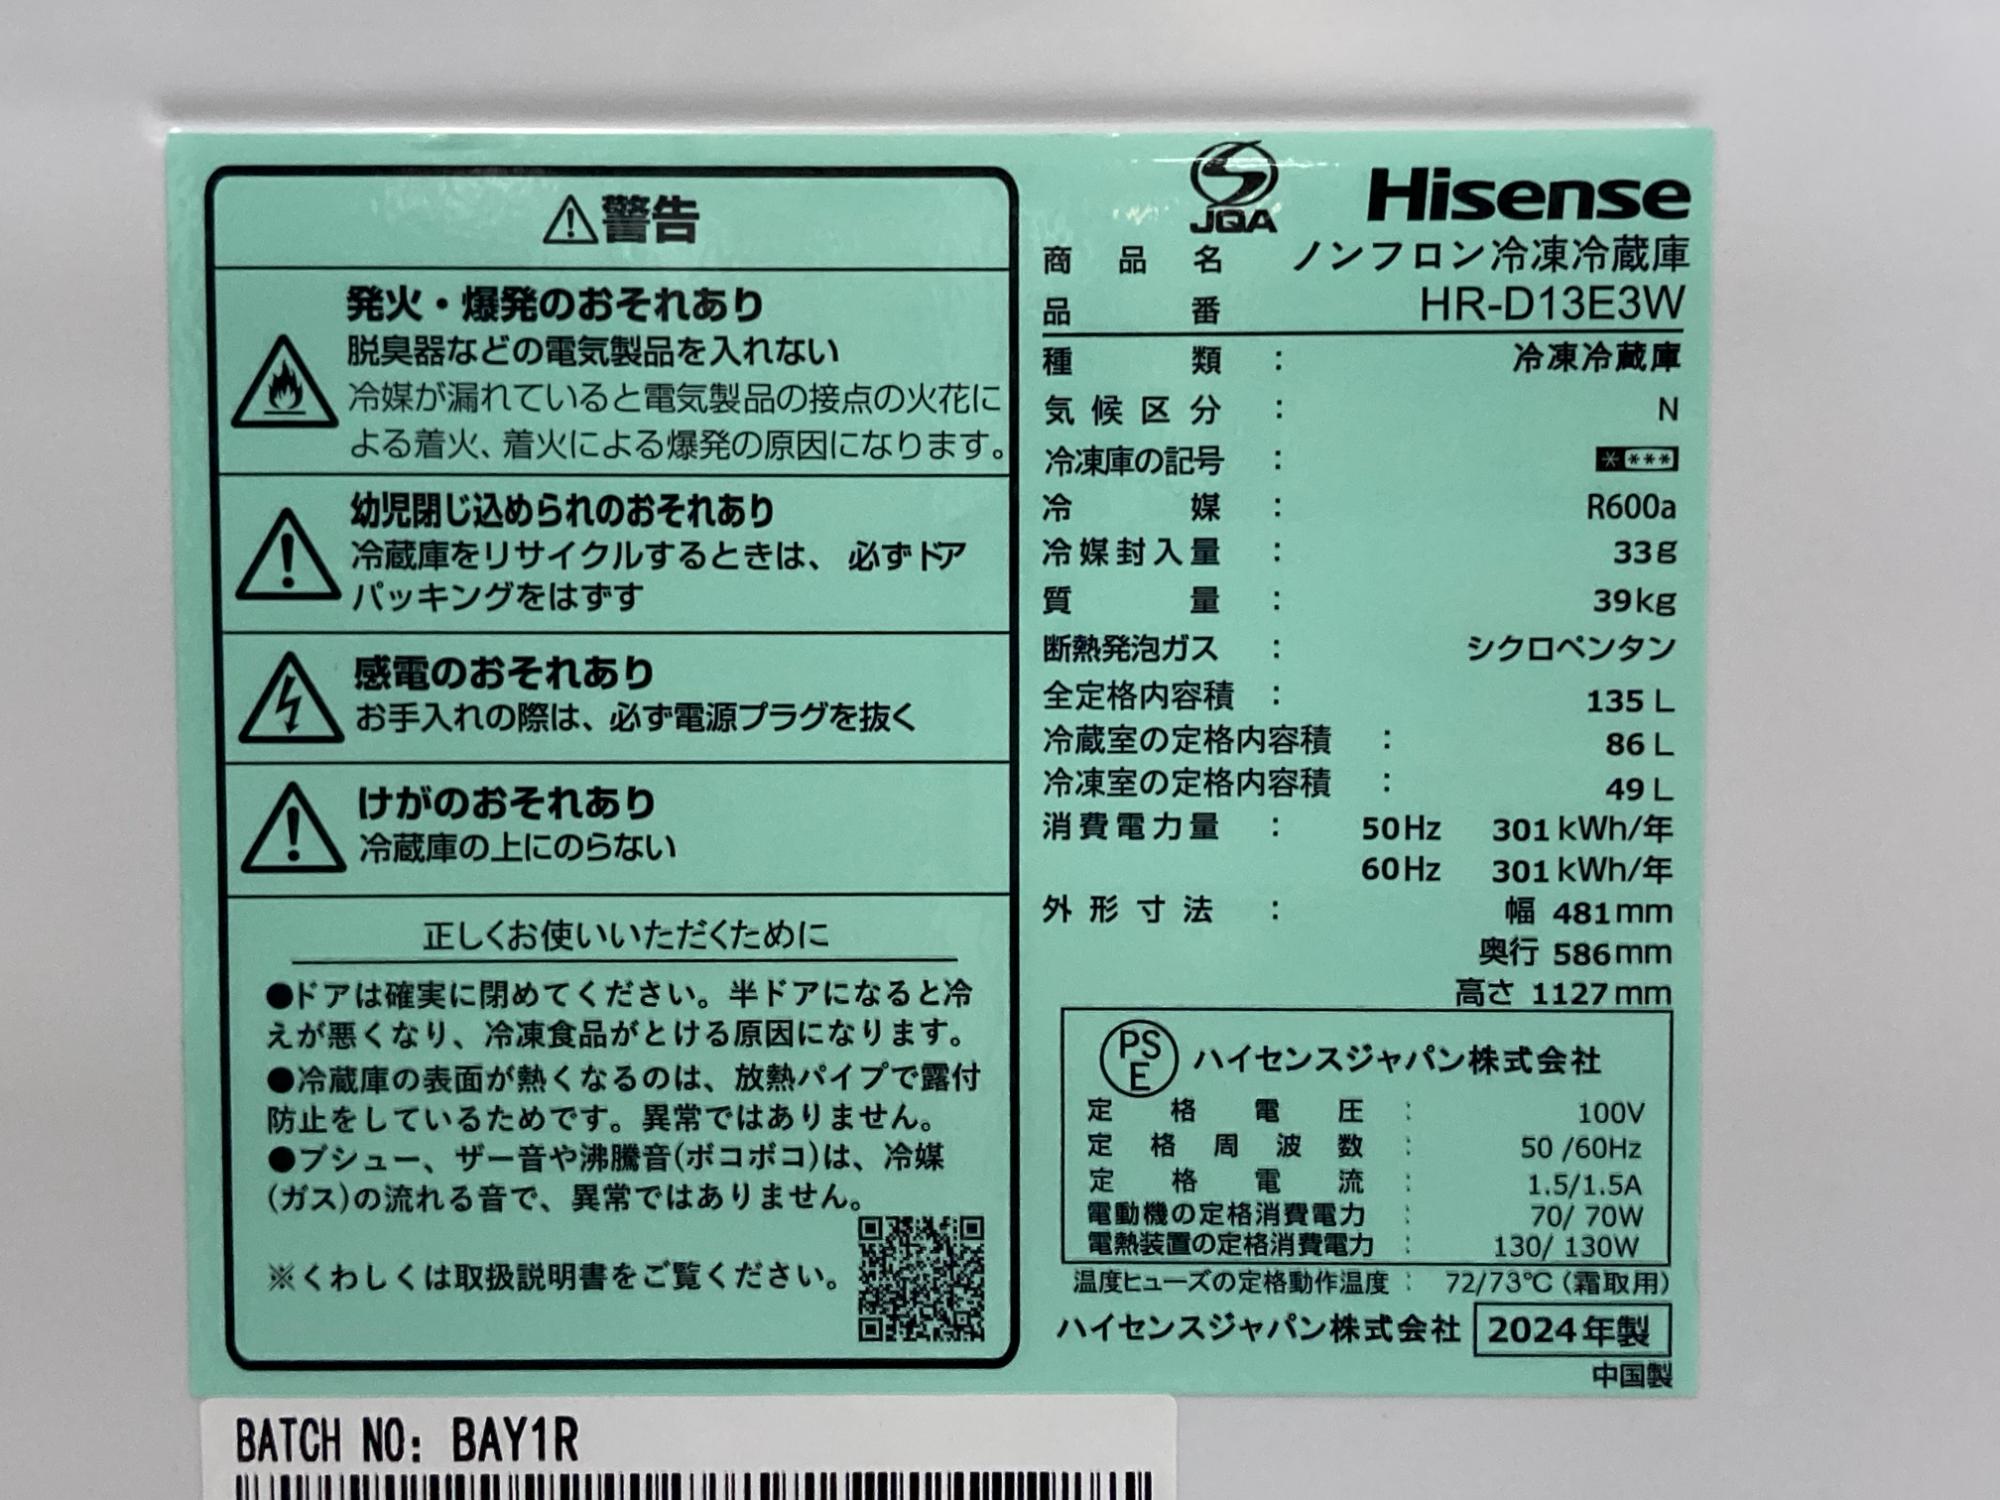 ⚠警告
発火・爆発のおそれあり
脱臭器などの電気製品を入れない
冷媒が漏れていると電気製品の接点の火花に
よる着火、着火による爆発の原因になります。
幼児閉じ込められのおそれあり
冷蔵庫をリサイクルするときは、必ずドア
パッキングをはずす
感電のおそれあり
お手入れの際は、必ず電源プラグを抜く
けがのおそれあり
冷蔵庫の上にのらない
正しくお使いいただくために
●ドアは確実に閉めてください。半ドアになると冷
えが悪くなり、冷凍食品がとける原因になります。
●冷蔵庫の表面が熱くなるのは、放熱パイプで露付
防止をしているためです。異常ではありません。
●プシュー、ザー音や沸騰音(ボコボコ)は、冷媒
(ガス)の流れる音で、異常ではありません。
※くわしくは取扱説明書をご覧ください。
JQA
Hisense
商品名 ノンフロン冷凍冷蔵庫
品番 HR-D13E3W
種類 : 冷凍冷蔵庫
気候区分 : N
冷凍庫の記号 : ****
冷媒 : R600a
冷媒封入量 : 33g
質量 : 39kg
断熱発泡ガス : シクロペンタン
全定格内容積 : 135 L
冷蔵室の定格内容積 : 86 L
冷凍室の定格内容積 : 49 L
消費電力量 : 50Hz 301 kWh/年
60Hz 301 kWh/年
外形寸法 : 幅 481mm
奥行 586mm
高さ 1127mm
PSE ハイセンスジャパン株式会社
定格電圧 : 100V
定格周波数 : 50 /60Hz
定格電流 : 1.5/1.5A
電動機の定格消費電力 : 70/ 70W
電熱装置の定格消費電力 : 130/ 130W
温度ヒューズの定格動作温度 : 72/73℃（霜取用）
ハイセンスジャパン株式会社 2024年製
中国製
BATCH NO: BAY1R